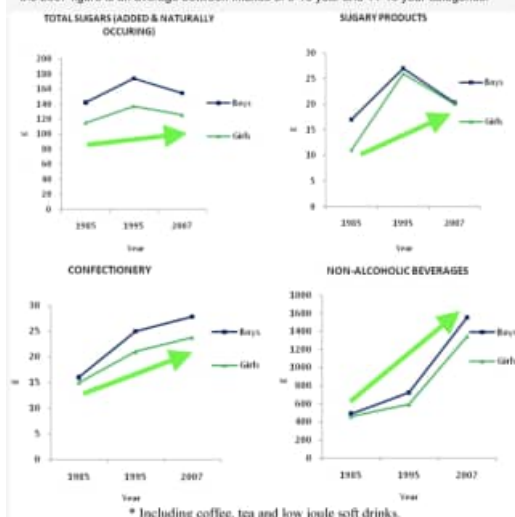 TOTAL SUGARS (ADDED & NATURALLY
OCCURING)
200
180
160
140
120
100
80
60
40
20
0
g
1985 1995 2007
Year
Boys
Girls
SUGARY PRODUCTS
30
25
20
15
10
5
0
g
1985 1995 2007
Year
Boys
Girls
CONFECTIONERY
30
25
20
15
10
5
0
g
1985 1995 2007
Year
Boys
Girls
NON-ALCOHOLIC BEVERAGES
1800
1600
1400
1200
1000
800
600
400
200
0
g
1985 1995 2007
Year
Boys
Girls
* Including coffee, tea and low joule soft drinks.